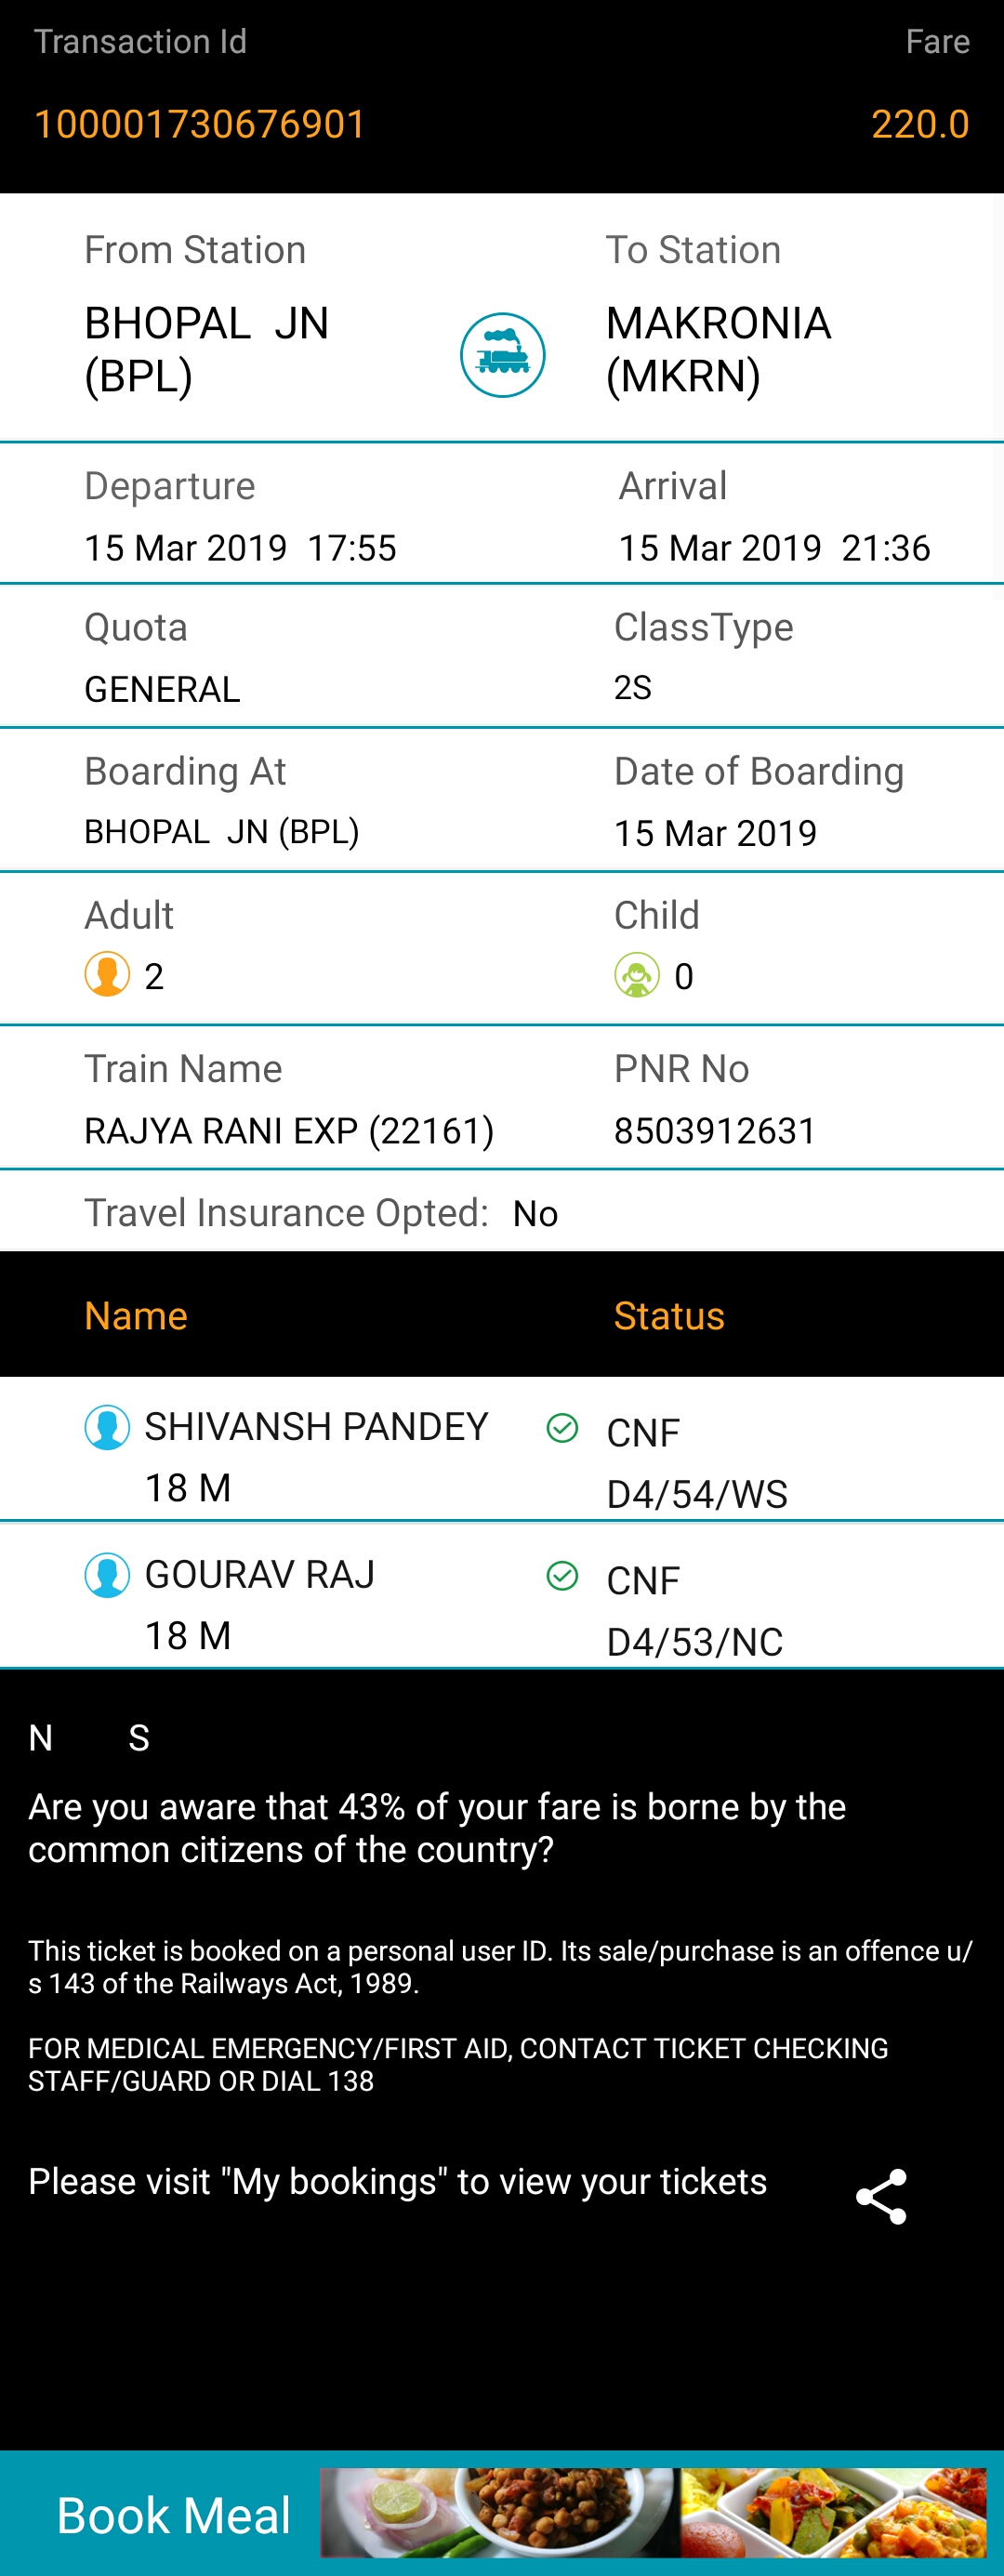 Transaction Id Fare
100001730676901 220.0
From Station To Station
BHOPAL JN MAKRONIA
(BPL) (MKRN)
Departure Arrival
15 Mar 2019 17:55 15 Mar 2019 21:36
Quota ClassType
GENERAL 2S
Boarding At Date of Boarding
BHOPAL JN (BPL) 15 Mar 2019
Adult Child
2 0
Train Name PNR No
RAJYA RANI EXP (22161) 8503912631
Travel Insurance Opted: No
Name Status
SHIVANSH PANDEY CNF
18 M D4/54/WS
GOURAV RAJ CNF
18 M D4/53/NC
N S
Are you aware that 43% of your fare is borne by the
common citizens of the country?
This ticket is booked on a personal user ID. Its sale/purchase is an offence u/
s 143 of the Railways Act, 1989.
FOR MEDICAL EMERGENCY/FIRST AID, CONTACT TICKET CHECKING
STAFF/GUARD OR DIAL 138
Please visit "My bookings" to view your tickets
Book Meal